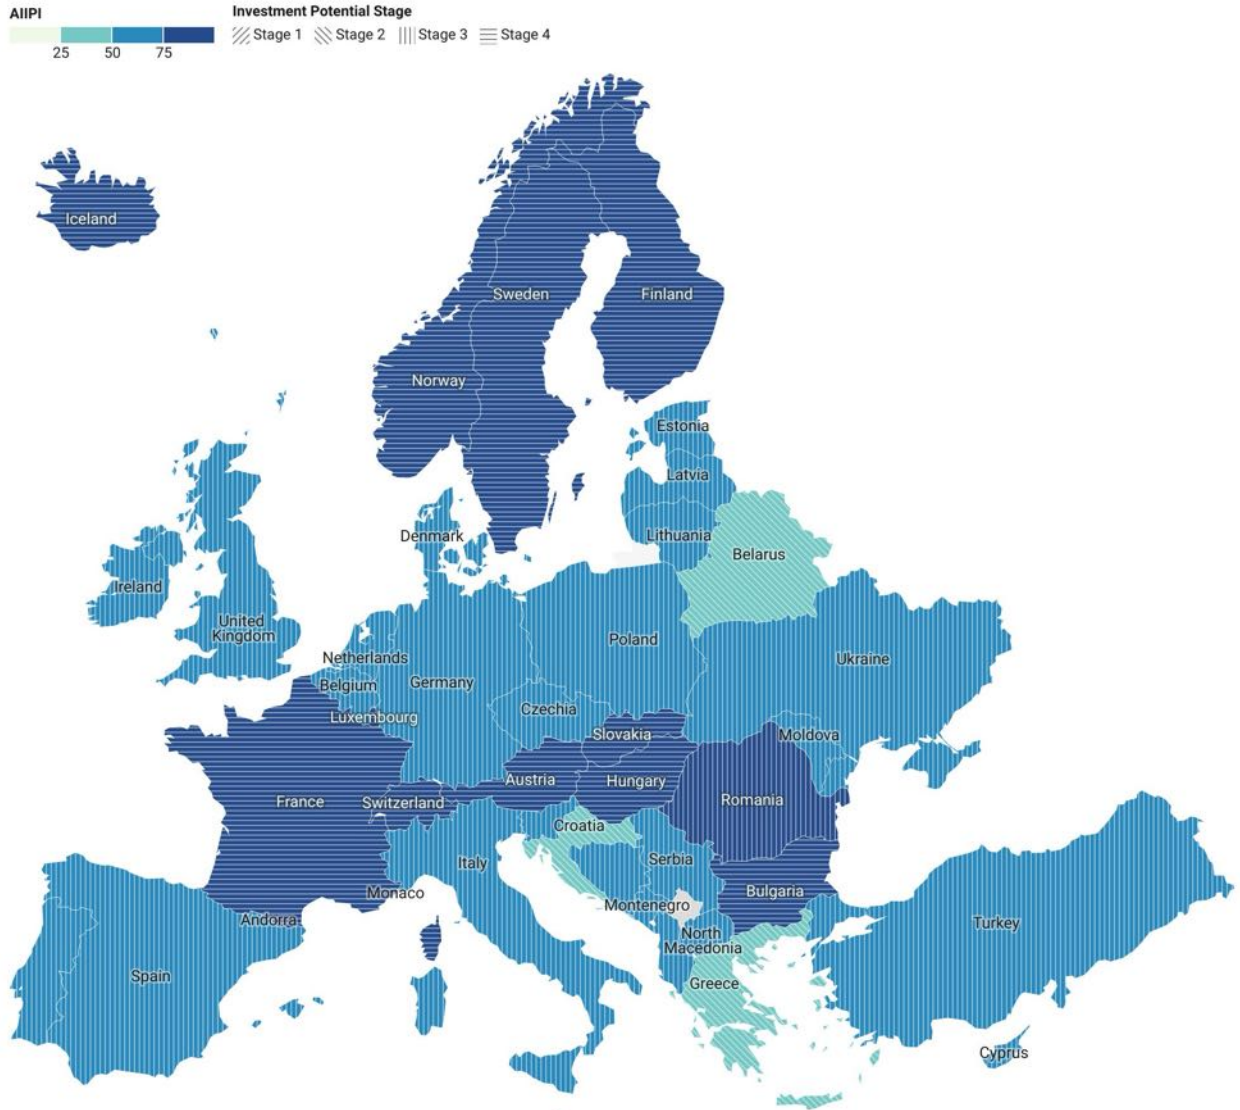 AIIPI
Investment Potential Stage
Stage 1 Stage 2 Stage 3 Stage 4
25 50 75
Iceland
Sweden
Finland
Norway
Estonia
Latvia
Denmark
Lithuania
Belarus
Ireland
United
Kingdom
Poland
Netherlands
Ukraine
Belgium
Germany
Czechia
Luxembourg
Slovakia
Moldova
Austria
Hungary
France
Switzerland
Romania
Croatia
Italy
Serbia
Monaco
Bulgaria
Montenegro
Andorra
North
Macedonia
Turkey
Spain
Greece
Cyprus